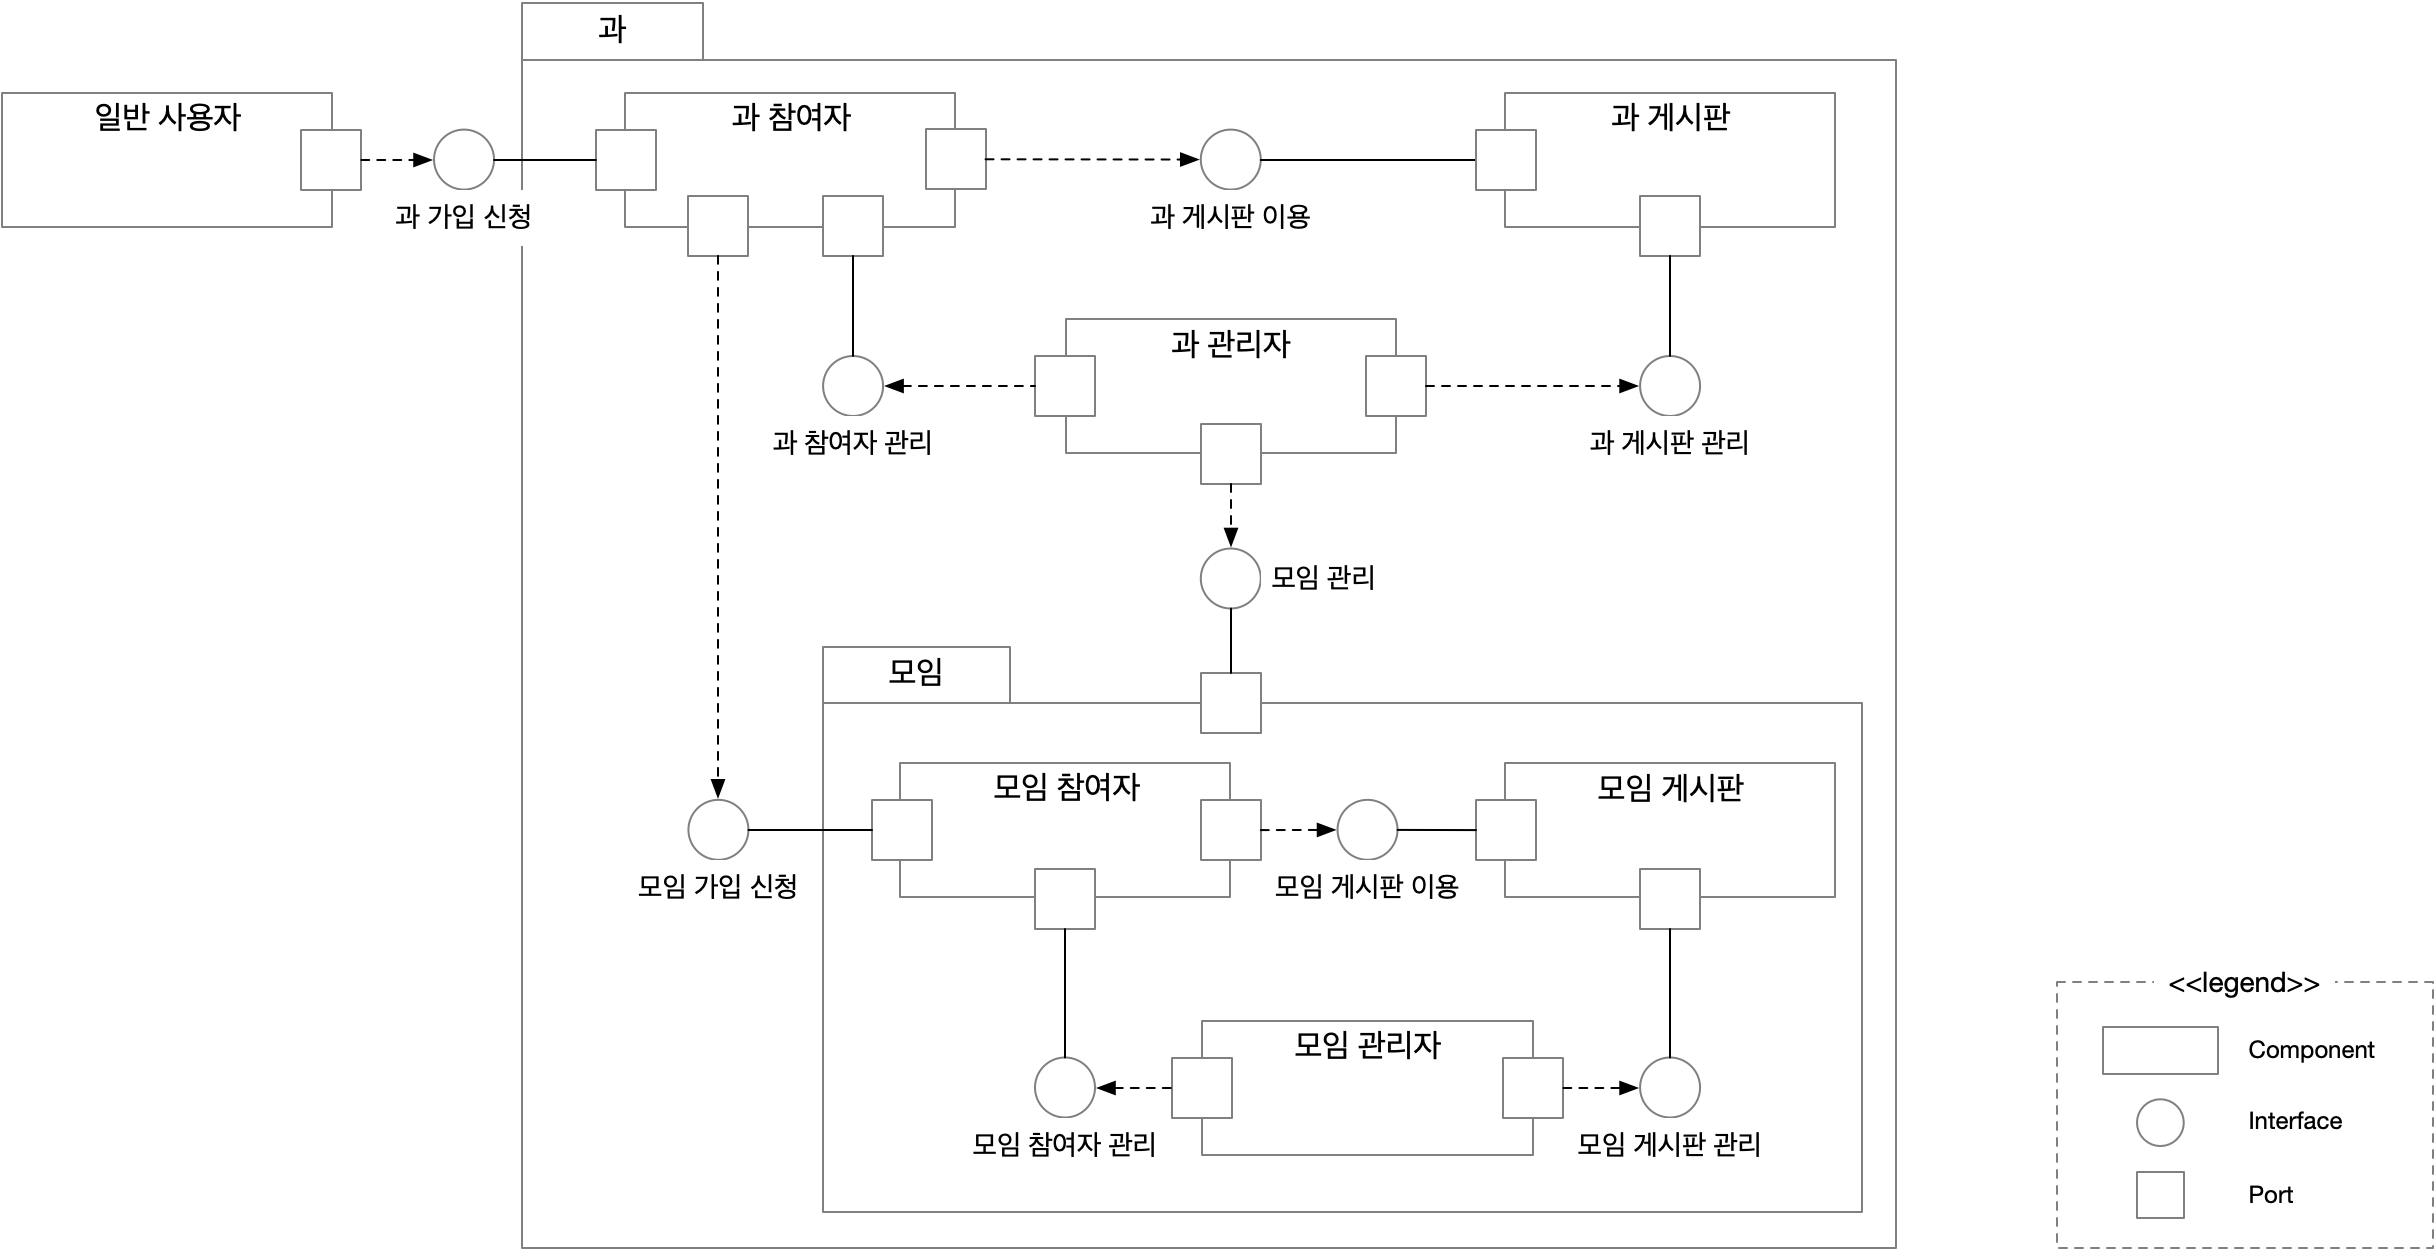 과
일반 사용자
과 참여자
과 게시판
과 가입 신청
과 게시판 이용
과 관리자
과 참여자 관리
과 게시판 관리
모임 관리
모임
모임 참여자
모임 게시판
모임 가입 신청
모임 게시판 이용
모임 관리자
모임 참여자 관리
모임 게시판 관리
<<legend>>
Component
Interface
Port